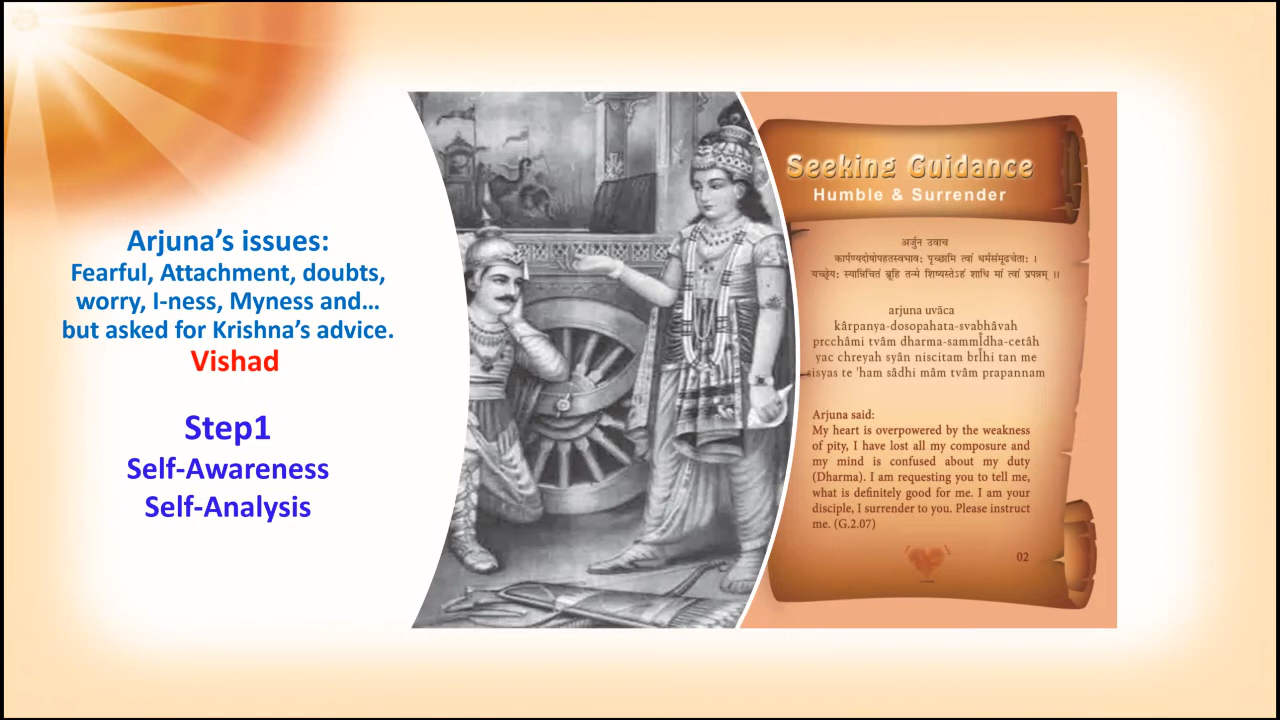 Arjuna’s issues:
Fearful, Attachment, doubts,
worry, I-ness, Myness and…
but asked for Krishna’s advice.
Vishad
Step1
Self-Awareness
Self-Analysis
Seeking Guidance
Humble & Surrender
अर्जुन उवाच
कार्पण्यदोषोपहतस्वभावः पृच्छामि त्वां धर्मसंमूढचेताः ।
यच्छ्रेयः स्यान्निचितं ब्रूहि तन्मे शिष्यस्तेऽहं शाधि मां त्वां प्रपन्नम् ॥
arjuna uvāca
kârpanya-dosopahata-svabhâvah
prcchâmi tvâm dharma-sammIdha-cetâh
yac chreyah syân niscitam brIhi tan me
sisyas te 'ham sâdhi mâm tvâm prapannam
Arjuna said:
My heart is overpowered by the weakness
of pity, I have lost all my composure and
my mind is confused about my duty
(Dharma). I am requesting you to tell me,
what is definitely good for me. I am your
disciple, I surrender to you. Please instruct
me. (G.2.07)
02